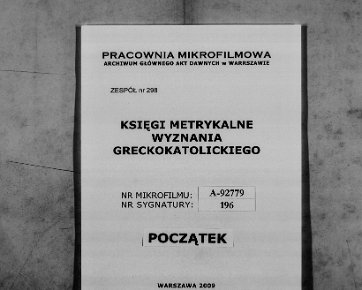 PRACOWNIA MIKROFILMOWA
ARCHIWUM GŁÓWNEGO AKT DAWNYCH w WARSZAWIE
ZESPÓŁ nr 298
KSIĘGI METRYKALNE
WYZNANIA
GRECKOKATOLICKIEGO
NR MIKROFILMU: A-92779
NR SYGNATURY: 196
POCZĄTEK
WARSZAWA 2009